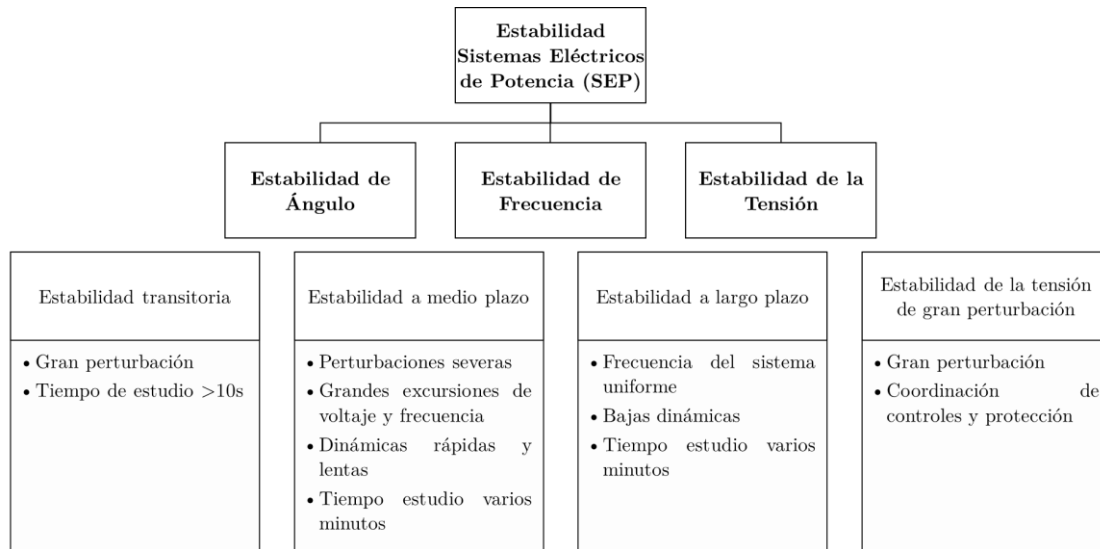 Estabilidad
Sistemas Eléctricos
de Potencia (SEP)
Estabilidad de
Ángulo
Estabilidad de
Frecuencia
Estabilidad de la
Tensión
Estabilidad transitoria
• Gran perturbación
• Tiempo de estudio >10s
Estabilidad a medio plazo
• Perturbaciones severas
• Grandes excursiones de
voltaje y frecuencia
• Dinámicas rápidas y
lentas
• Tiempo estudio varios
minutos
Estabilidad a largo plazo
• Frecuencia del sistema
uniforme
• Bajas dinámicas
• Tiempo estudio varios
minutos
Estabilidad de la tensión
de gran perturbación
• Gran perturbación
• Coordinación de
controles y protección